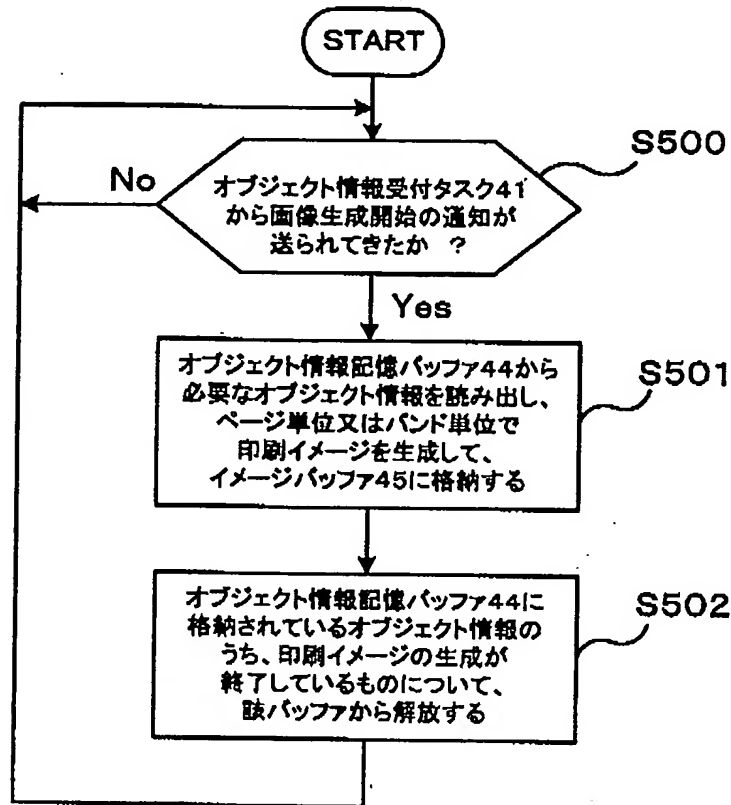 START
S500
No
オブジェクト情報受付タスク41
から画像生成開始の通知が
送られてきたか ?
Yes
S501
オブジェクト情報記憶バッファ44から
必要なオブジェクト情報を読み出し、
ページ単位又はバンド単位で
印刷イメージを生成して、
イメージバッファ45に格納する
S502
オブジェクト情報記憶バッファ44に
格納されているオブジェクト情報の
うち、印刷イメージの生成が
終了しているものについて、
該バッファから解放する